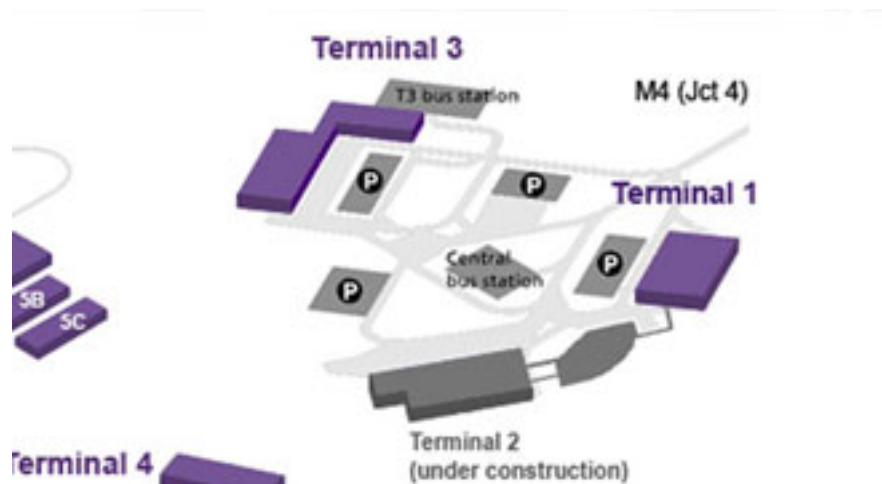 Terminal 3
T3 bus station
M4 (Jct 4)
P
P
Terminal 1
Central
bus station
P
P
5B
5C
Terminal 2
(under construction)
Terminal 4